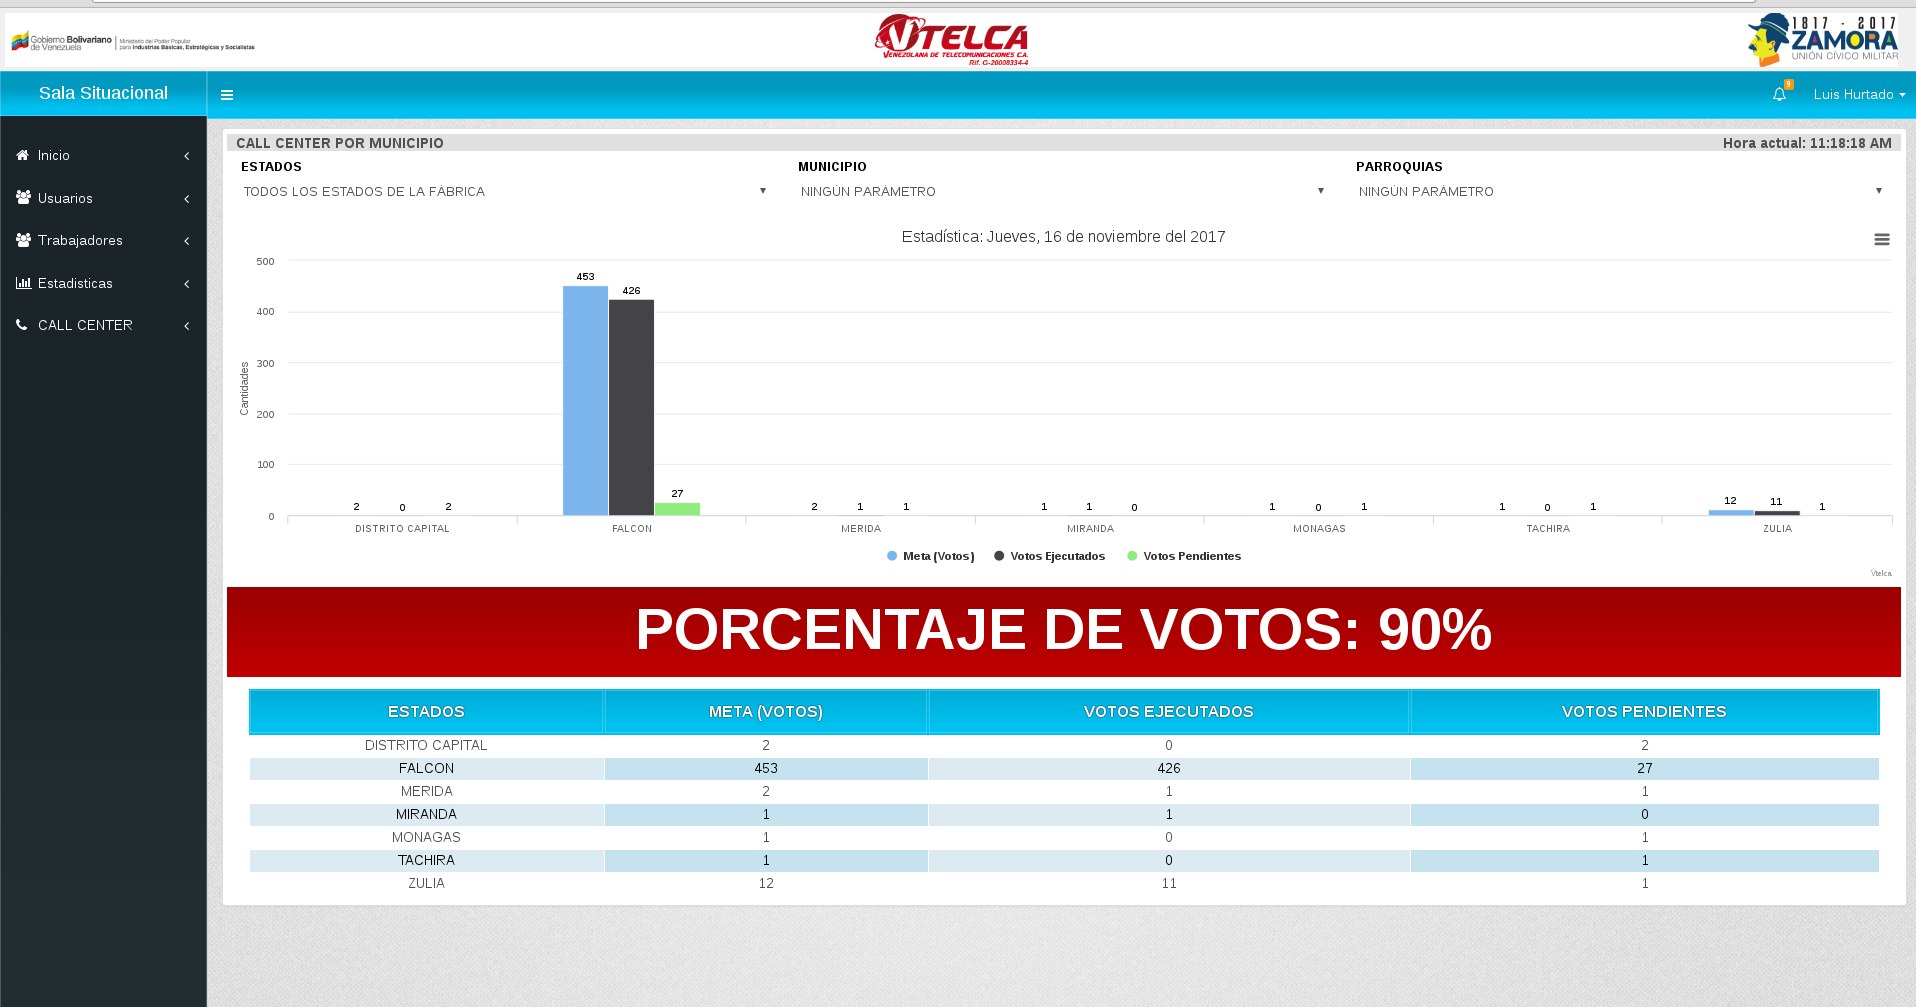 Gobierno Bolivariano de Venezuela
Ministerio del Poder Popular para Industrias Básicas, Estratégicas y Socialistas
VTELCA
VENEZOLANA DE TELECOMUNICACIONES C.A.
Rif. G-20008334-4
1817 - 2017
ZAMORA
UNIÓN CÍVICO MILITAR
Sala Situacional
9
Luis Hurtado
Inicio
Usuarios
Trabajadores
Estadisticas
CALL CENTER
CALL CENTER POR MUNICIPIO
Hora actual: 11:18:18 AM
ESTADOS MUNICIPIO PARROQUIAS
TODOS LOS ESTADOS DE LA FÁBRICA NINGÚN PARÁMETRO NINGÚN PARÁMETRO
Estadística: Jueves, 16 de noviembre del 2017
Cantidades
500
400
300
200
100
0
2 0 2 453 426 27 2 1 1 1 1 0 1 0 1 1 0 1 12 11 1
DISTRITO CAPITAL FALCON MERIDA MIRANDA MONAGAS TACHIRA ZULIA
Meta (Votos) Votos Ejecutados Votos Pendientes
Vtelca
PORCENTAJE DE VOTOS: 90%
ESTADOS META (VOTOS) VOTOS EJECUTADOS VOTOS PENDIENTES
DISTRITO CAPITAL 2 0 2
FALCON 453 426 27
MERIDA 2 1 1
MIRANDA 1 1 0
MONAGAS 1 0 1
TACHIRA 1 0 1
ZULIA 12 11 1